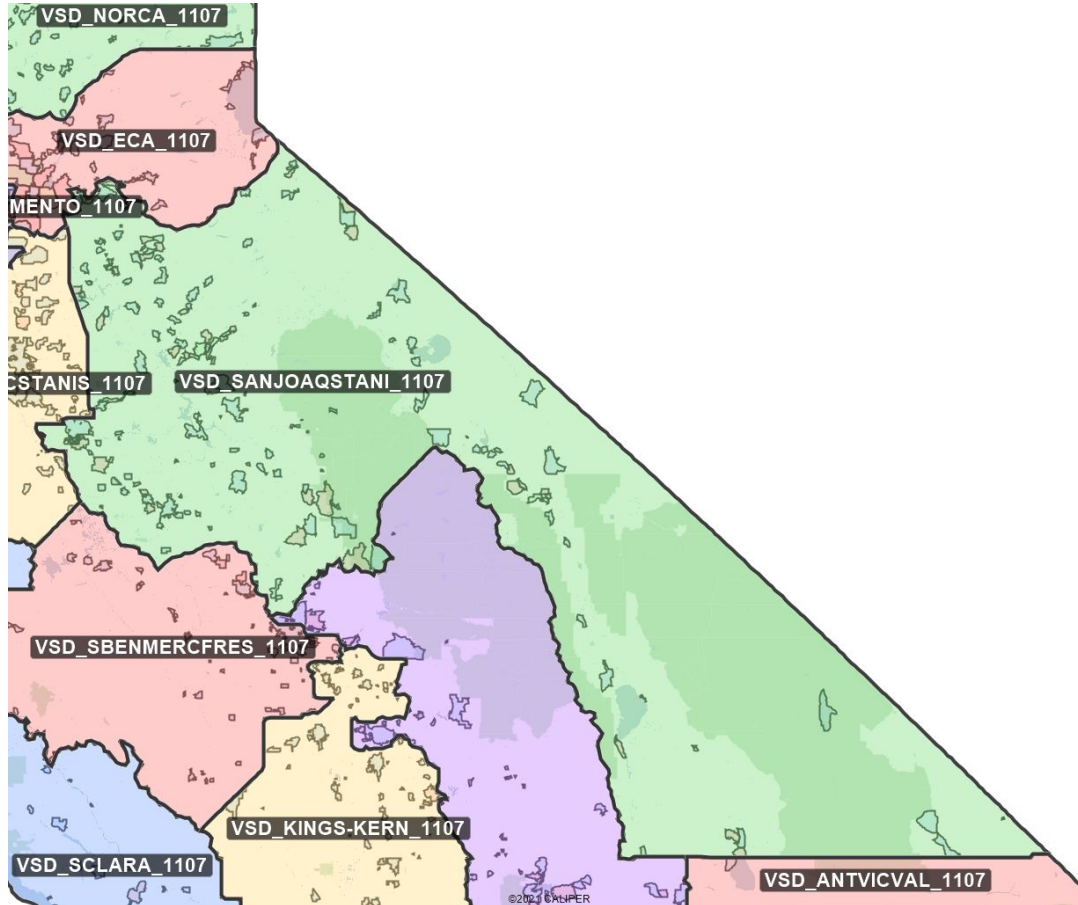 VSD_NORCA_1107
VSD_ECA_1107
MENTO_1107
CSTANIS_1107
VSD_SANJOAQSTANI_1107
VSD_SBENMERCFRES_1107
VSD_KINGS-KERN_1107
VSD_SCLARA_1107
VSD_ANTVICVAL_1107
©2021 CALIPER